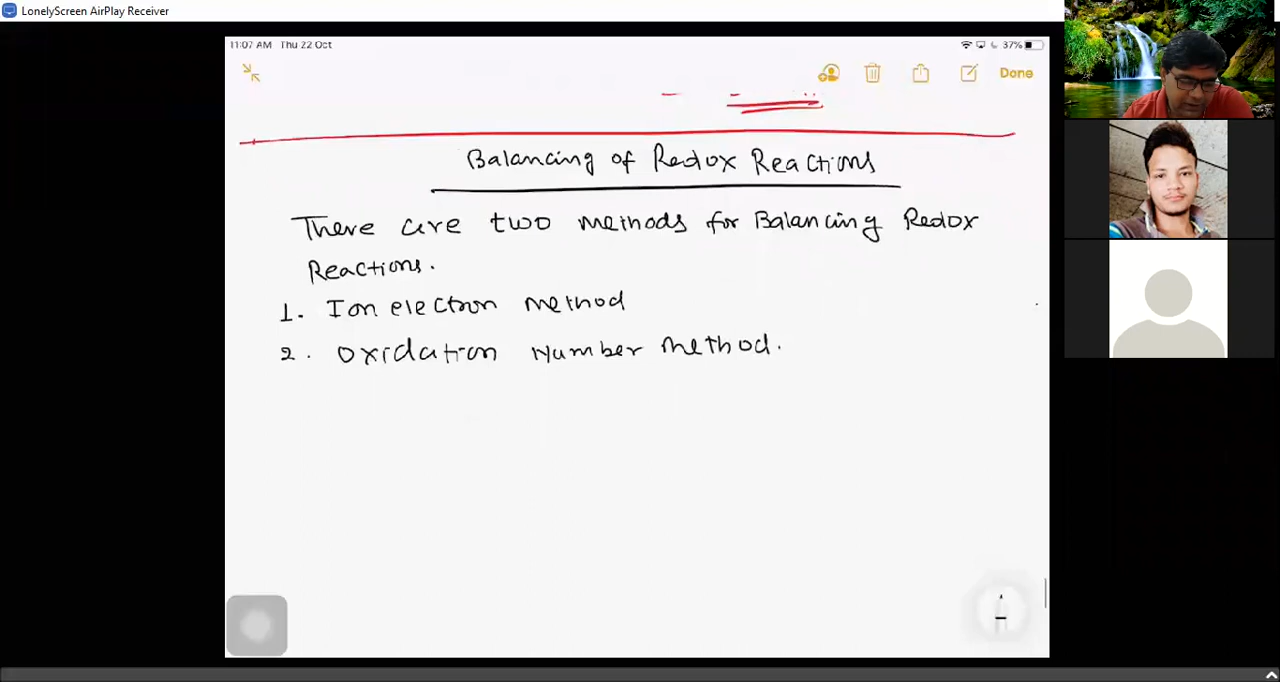 LonelyScreen AirPlay Receiver
11:07 AM Thu 22 Oct
37%
Done
Balancing of Redox Reactions
There are two methods for Balancing Redox
Reactions.
1. Ion electron method
2. Oxidation Number method.